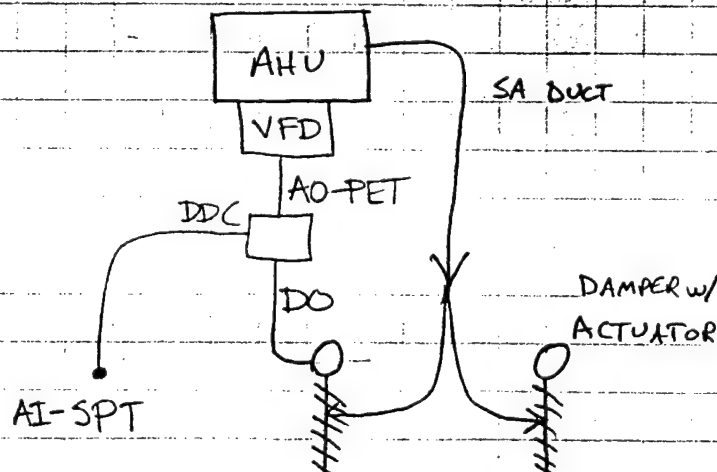 AHU
SA DUCT
VFD
AO-PET
DDC
DO
DAMPER W/
ACTUATOR
AI-SPT